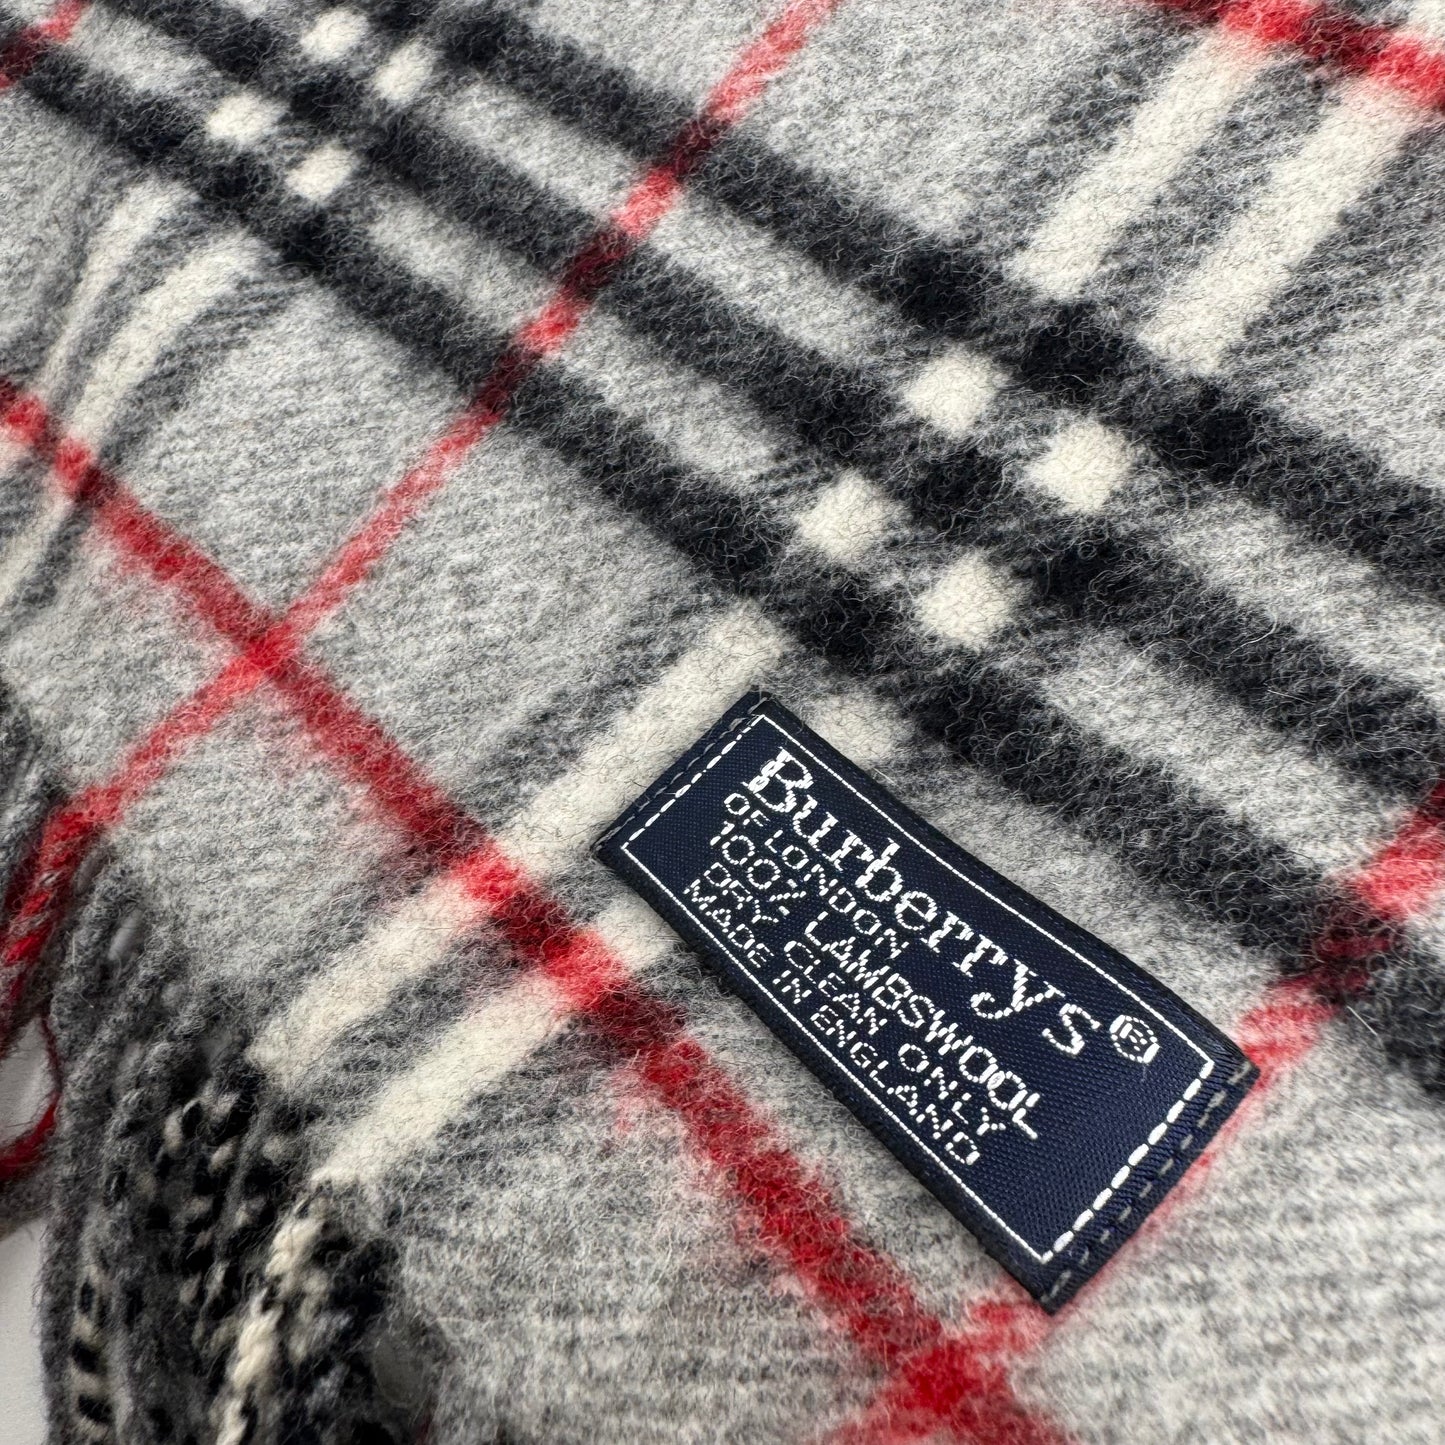 Burberrys®
OF LONDON
100% LAMBSWOOL
DRY CLEAN ONLY
MADE IN ENGLAND